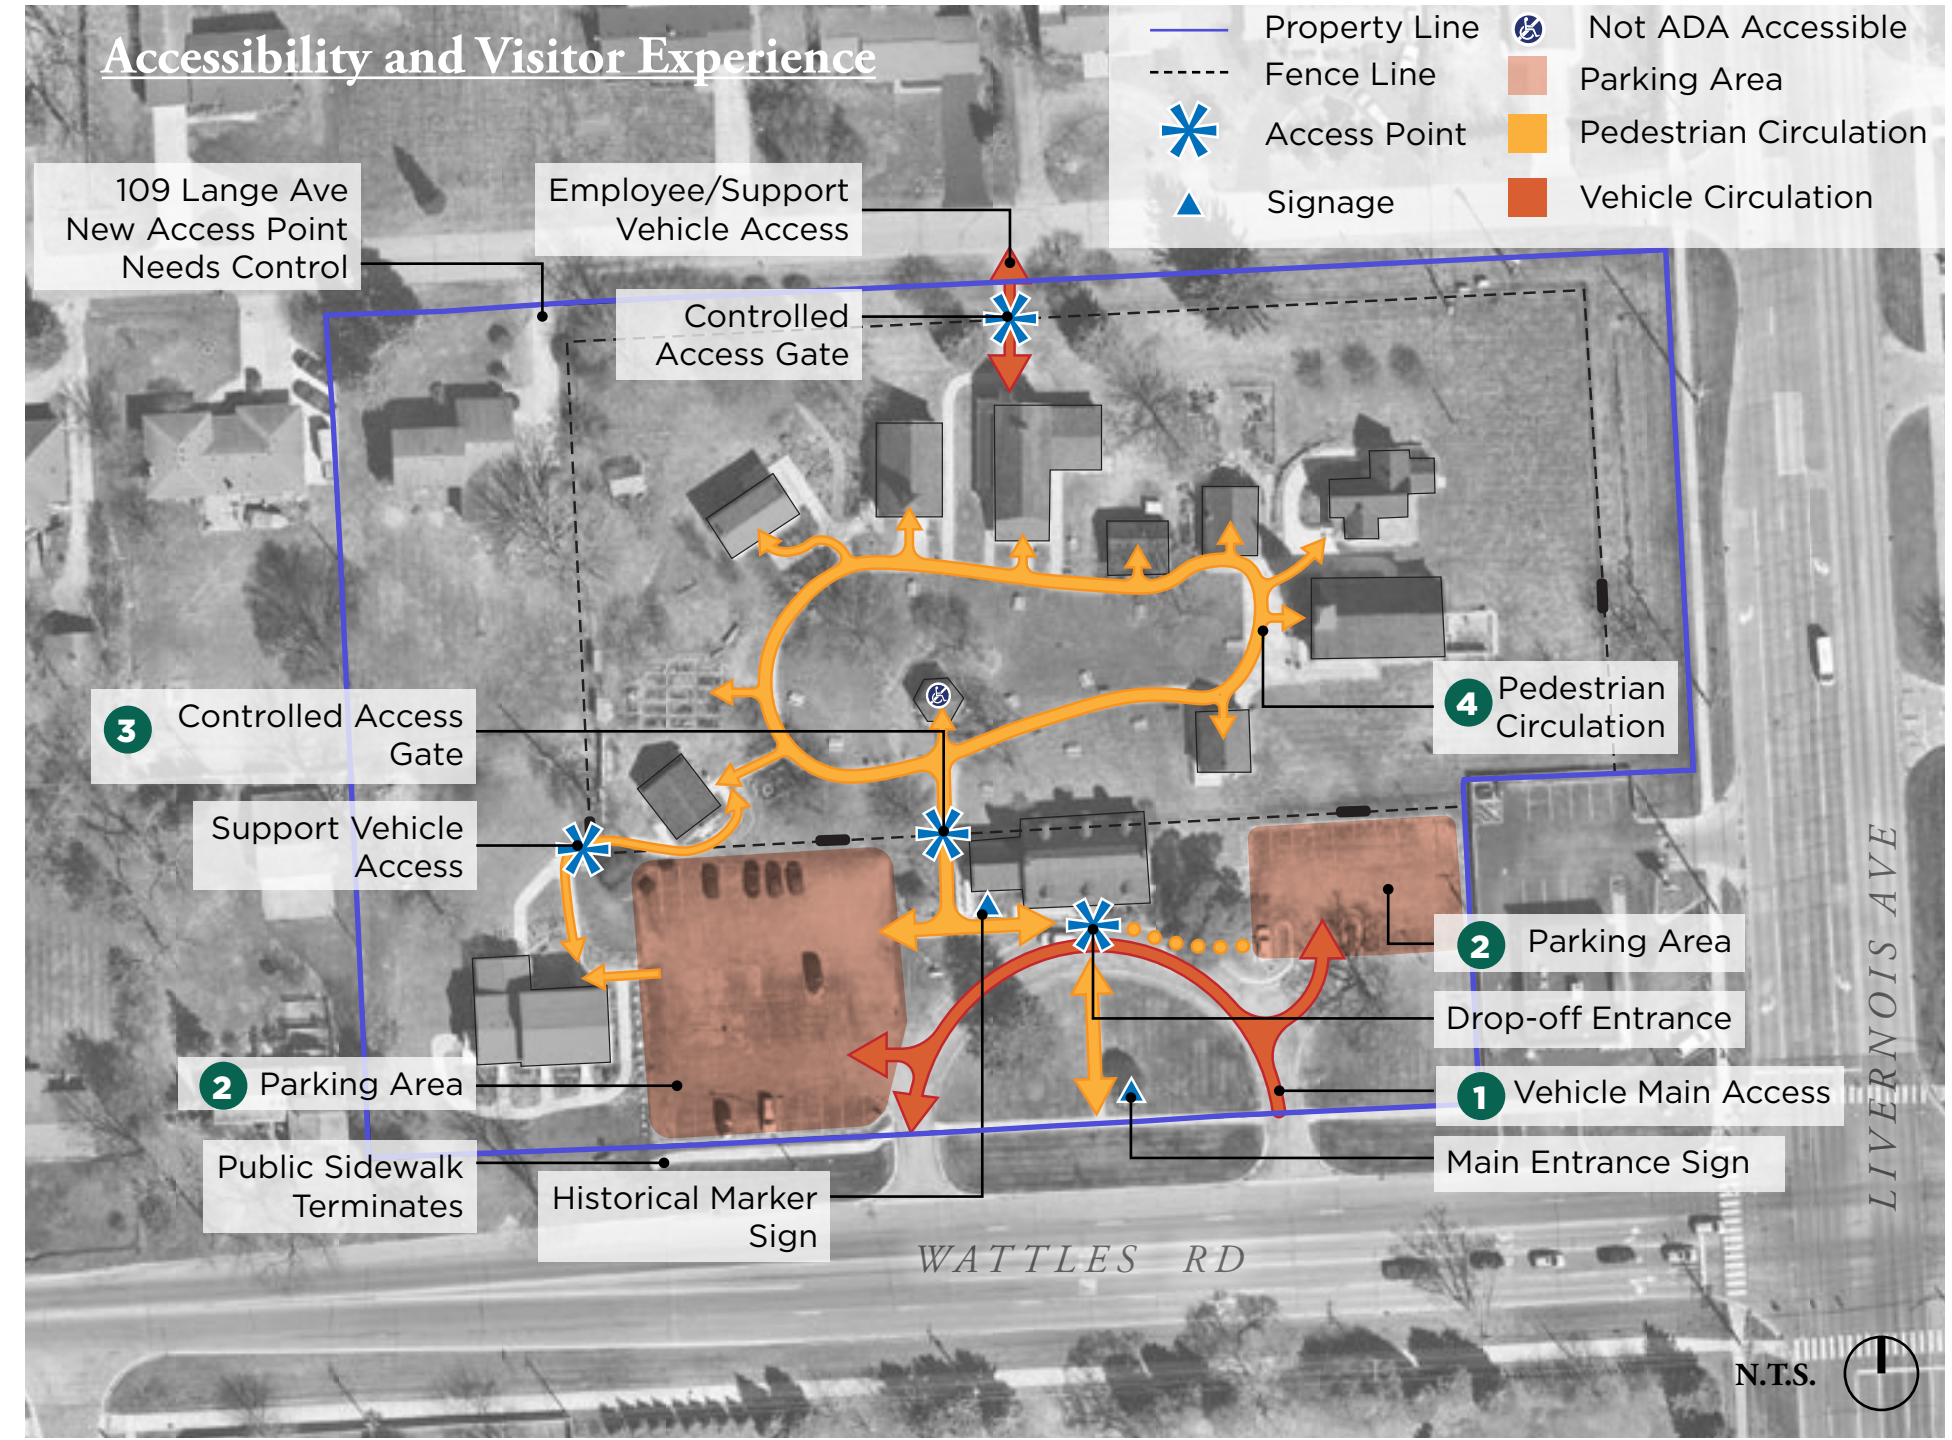 Accessibility and Visitor Experience
Property Line
Fence Line
Access Point
Signage
Not ADA Accessible
Parking Area
Pedestrian Circulation
Vehicle Circulation
109 Lange Ave
New Access Point
Needs Control
Employee/Support
Vehicle Access
Controlled
Access Gate
3 Controlled Access
Gate
4 Pedestrian
Circulation
Support Vehicle
Access
2 Parking Area
Drop-off Entrance
2 Parking Area
1 Vehicle Main Access
Public Sidewalk
Terminates
Main Entrance Sign
Historical Marker
Sign
WATTLES RD
LIVERNOIS AVE
N.T.S.